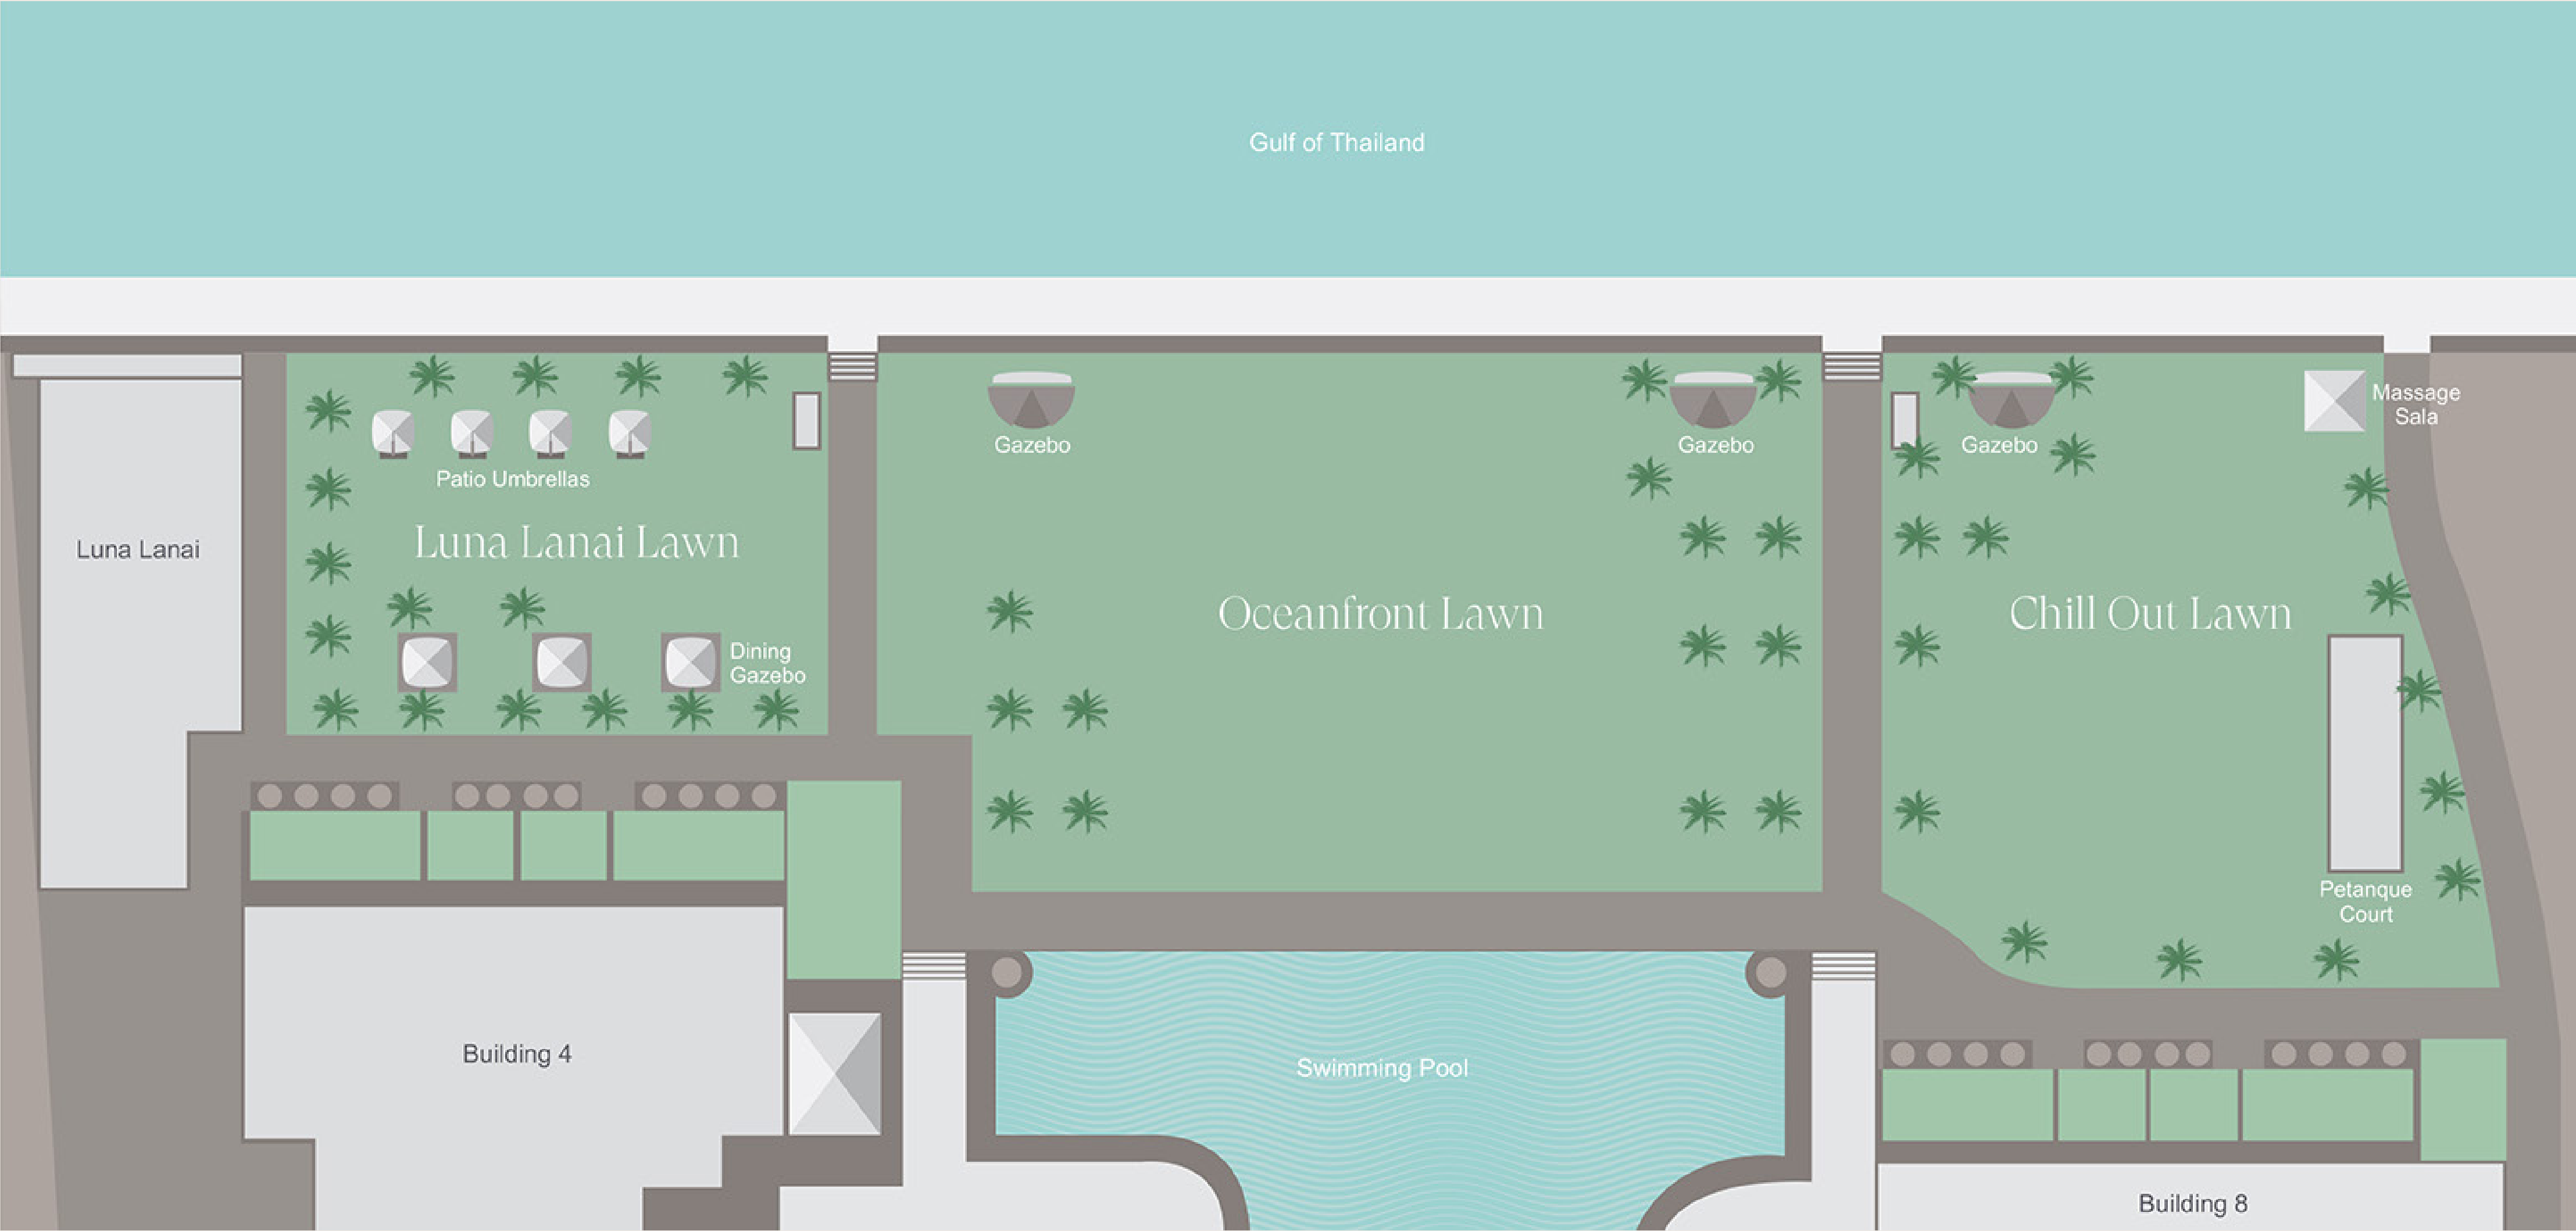 Gulf of Thailand
Massage
Sala
Gazebo
Gazebo
Gazebo
Patio Umbrellas
Luna Lanai
Luna Lanai Lawn
Oceanfront Lawn
Chill Out Lawn
Dining
Gazebo
Petanque
Court
Building 4
Swimming Pool
Building 8